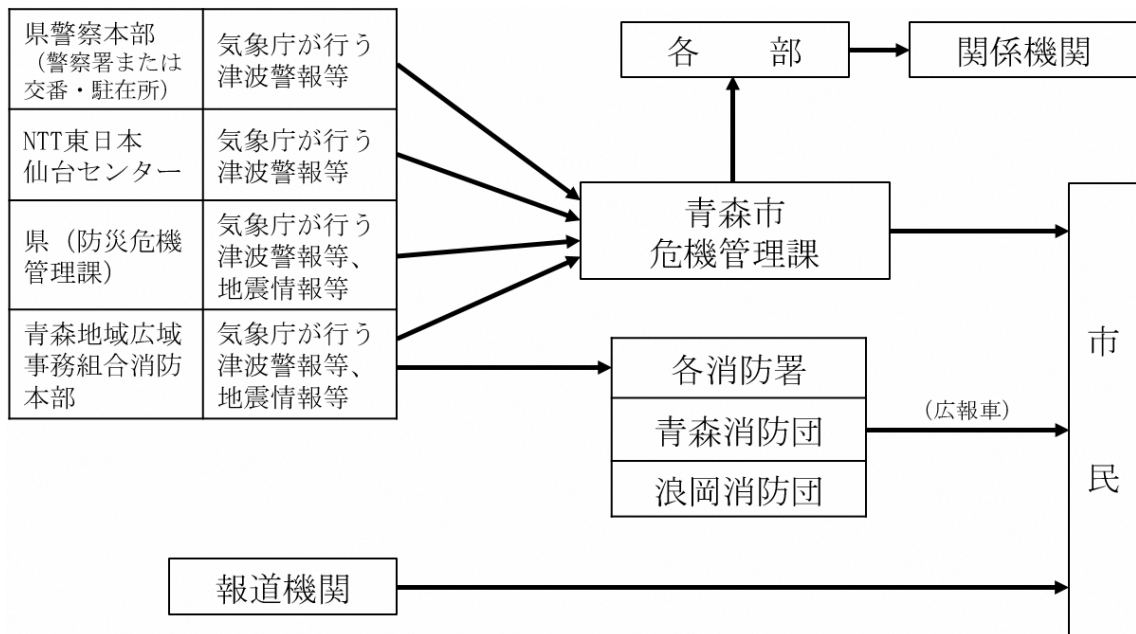 県警察本部
（警察署または
交番・駐在所）
気象庁が行う
津波警報等
NTT東日本
仙台センター
気象庁が行う
津波警報等
県（防災危機
管理課）
気象庁が行う
津波警報等、
地震情報等
青森地域広域
事務組合消防
本部
気象庁が行う
津波警報等、
地震情報等
各　　部
関係機関
青森市
危機管理課
各消防署
青森消防団
浪岡消防団
（広報車）
報道機関
市
民